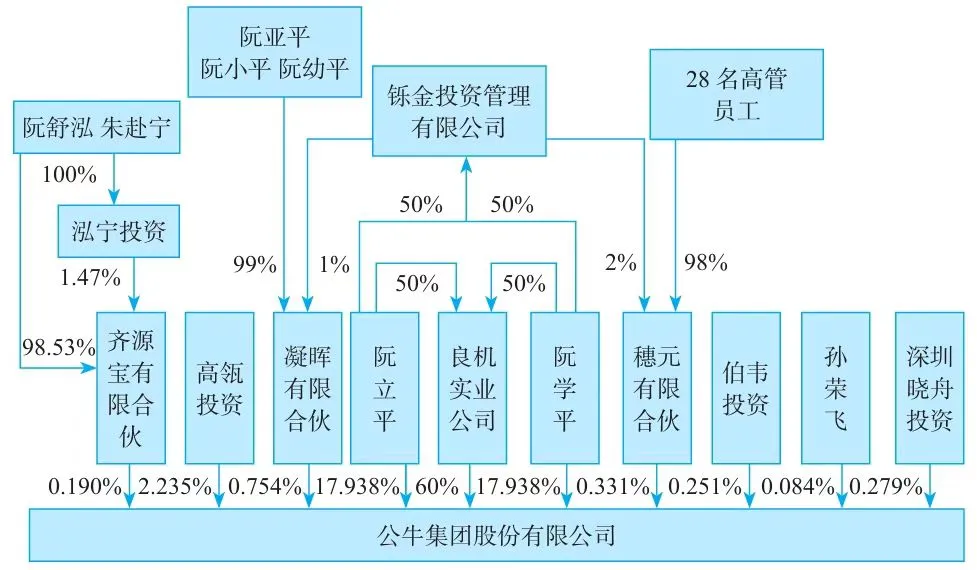 阮亚平
阮小平 阮幼平
铄金投资管理
有限公司
28 名高管
员工
阮舒泓 朱赴宁
100%
泓宁投资
50%
50%
1.47%
99%
1%
2%
98%
50%
50%
98.53%
齐源
宝有
限合
伙
高瓴
投资
凝晖
有限
合伙
阮
立
平
良机
实业
公司
阮
学
平
穗元
有限
合伙
伯韦
投资
孙
荣
飞
深圳
晓舟
投资
0.190%
2.235%
0.754%
17.938%
60%
17.938%
0.331%
0.251%
0.084%
0.279%
公牛集团股份有限公司